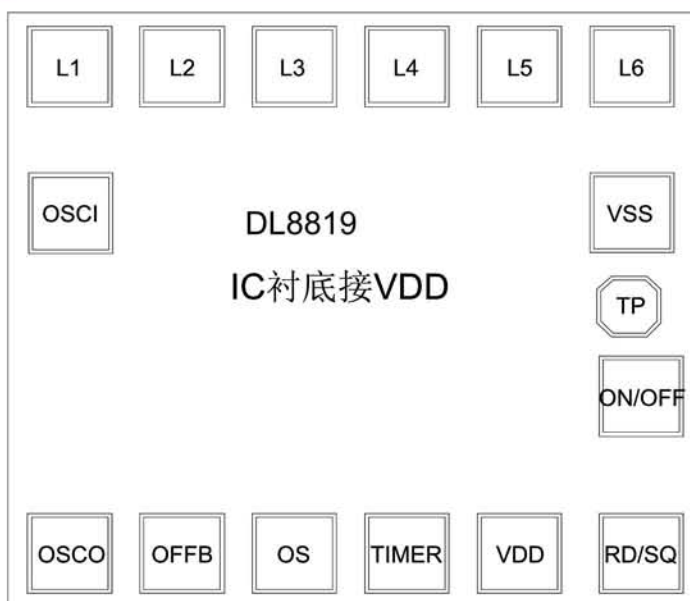 L1 L2 L3 L4 L5 L6
OSCI DL8819 VSS
IC衬底接VDD
TP
ON/OFF
OSCO OFFB OS TIMER VDD RD/SQ